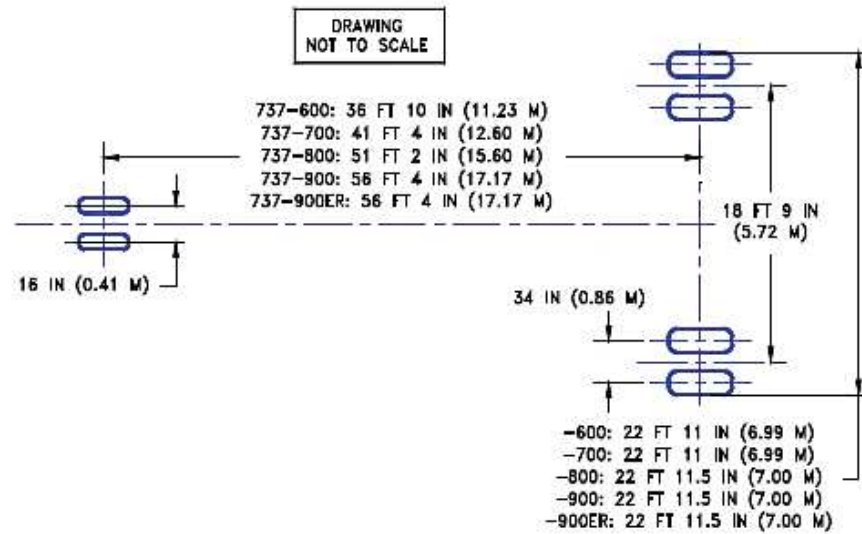 DRAWING
NOT TO SCALE
737-600: 36 FT 10 IN (11.23 M)
737-700: 41 FT 4 IN (12.60 M)
737-800: 51 FT 2 IN (15.60 M)
737-900: 56 FT 4 IN (17.17 M)
737-900ER: 56 FT 4 IN (17.17 M)
18 FT 9 IN
(5.72 M)
16 IN (0.41 M)
34 IN (0.86 M)
-600: 22 FT 11 IN (6.99 M)
-700: 22 FT 11 IN (6.99 M)
-800: 22 FT 11.5 IN (7.00 M)
-900: 22 FT 11.5 IN (7.00 M)
-900ER: 22 FT 11.5 IN (7.00 M)